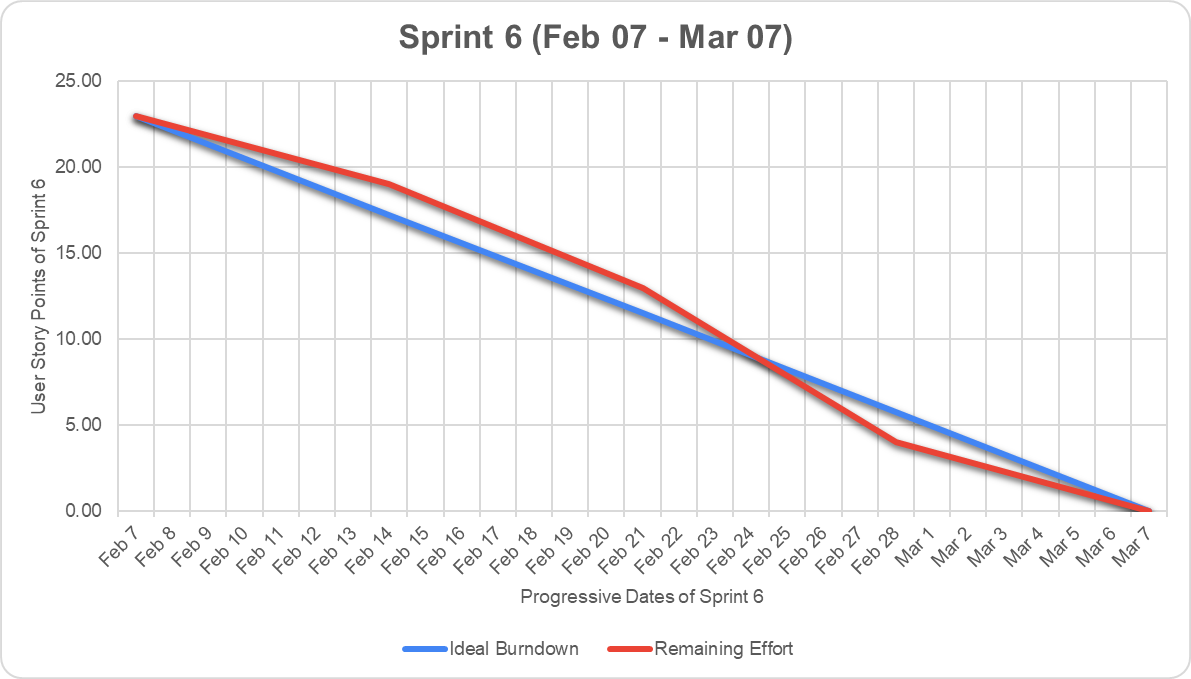 Sprint 6 (Feb 07 - Mar 07)
25.00
20.00
15.00
10.00
5.00
0.00
User Story Points of Sprint 6
Feb 7
Feb 8
Feb 9
Feb 10
Feb 11
Feb 12
Feb 13
Feb 14
Feb 15
Feb 16
Feb 17
Feb 18
Feb 19
Feb 20
Feb 21
Feb 22
Feb 23
Feb 24
Feb 25
Feb 26
Feb 27
Feb 28
Mar 1
Mar 2
Mar 3
Mar 4
Mar 5
Mar 6
Mar 7
Progressive Dates of Sprint 6
Ideal Burndown
Remaining Effort